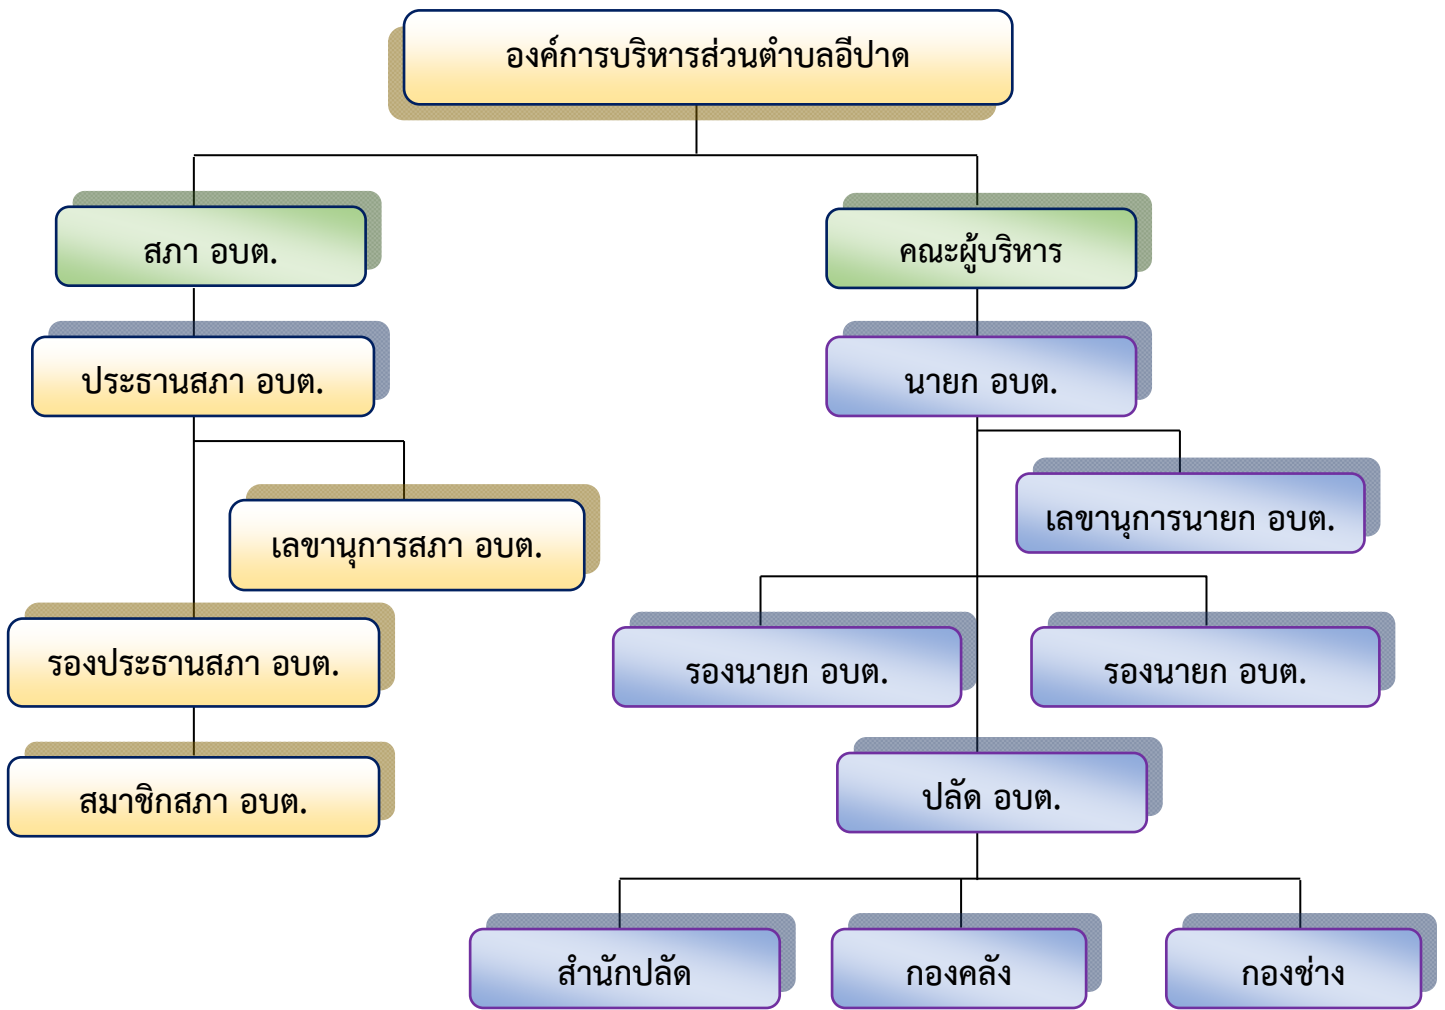 องค์การบริหารส่วนตำบลอีปาด
สภา อบต.
คณะผู้บริหาร
ประธานสภา อบต.
นายก อบต.
เลขานุการสภา อบต.
เลขานุการนายก อบต.
รองประธานสภา อบต.
รองนายก อบต.
รองนายก อบต.
สมาชิกสภา อบต.
ปลัด อบต.
สำนักปลัด
กองคลัง
กองช่าง